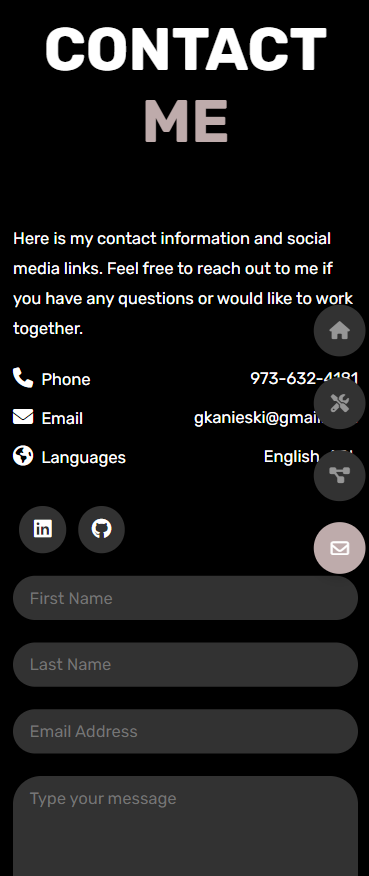 CONTACT
ME
Here is my contact information and social
media links. Feel free to reach out to me if
you have any questions or would like to work
together.
Phone 973-632-4181
Email
Languages English,
First Name
Last Name
Email Address
Type your message